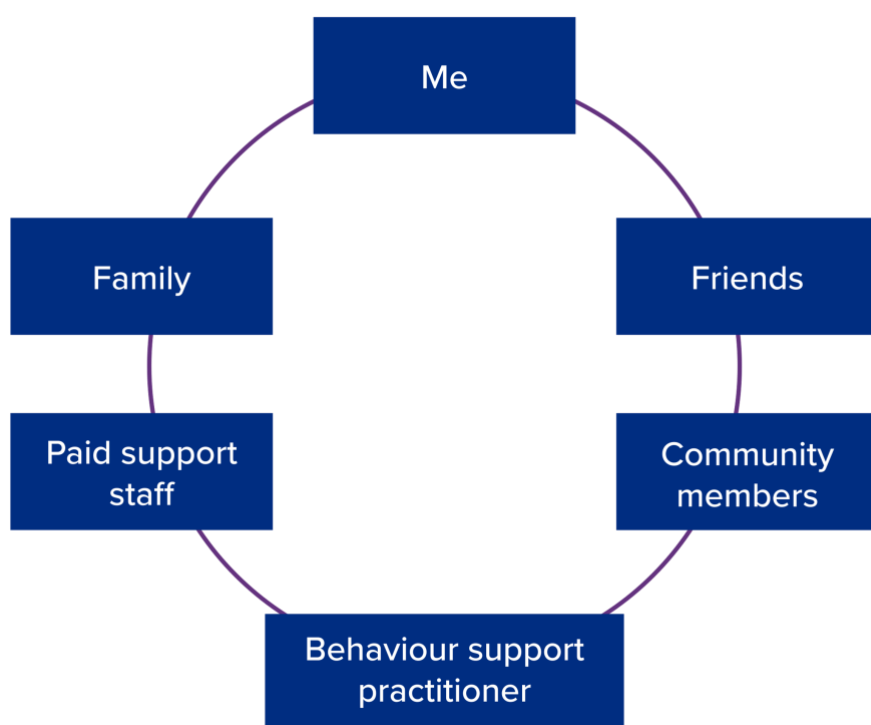 Me
Family
Friends
Paid support
staff
Community
members
Behaviour support
practitioner